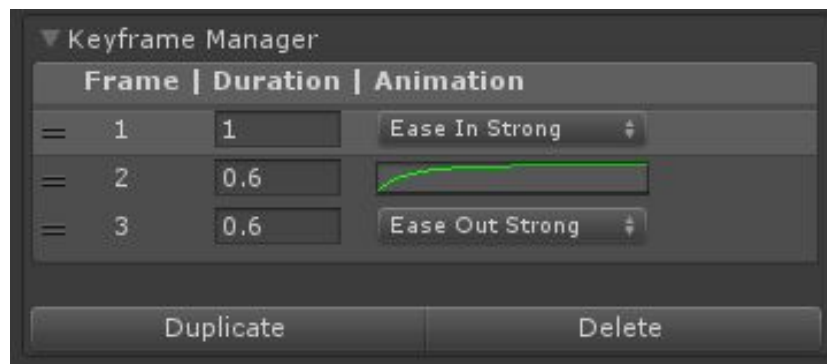 Keyframe Manager
Frame | Duration | Animation
1 1 Ease In Strong
2 0.6
3 0.6 Ease Out Strong
Duplicate Delete